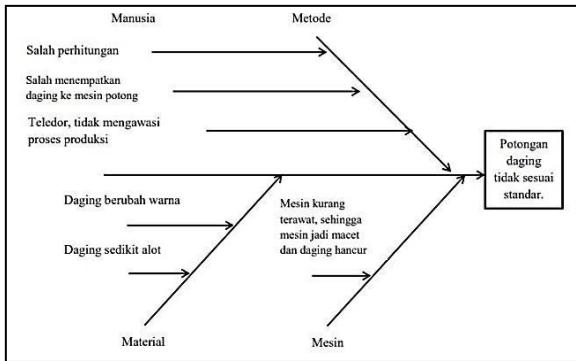 Manusia
Metode
Salah perhitungan
Salah menempatkan
daging ke mesin potong
Teledor, tidak mengawasi
proses produksi
Potongan
daging
tidak sesuai
standar.
Daging berubah warna
Daging sedikit alot
Mesin kurang
terawat, sehingga
mesin jadi macet
dan daging hancur
Material
Mesin